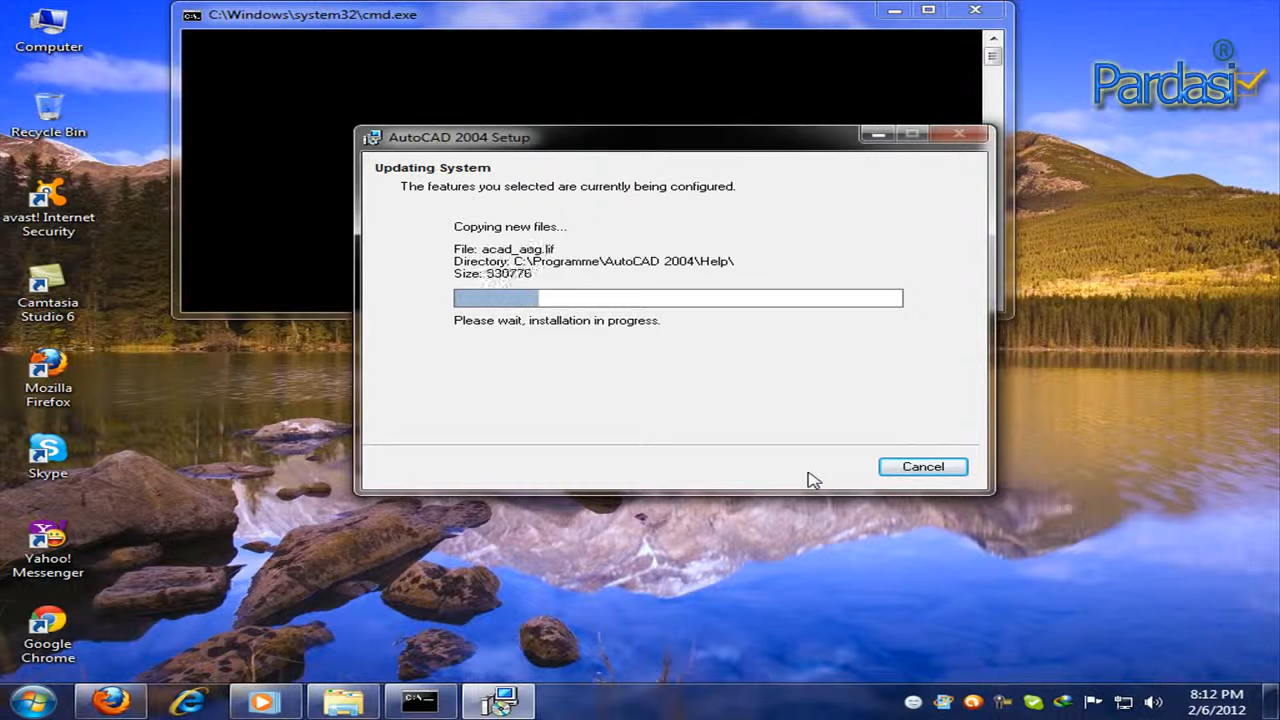 Computer
Recycle Bin
avast! Internet
Security
Camtasia
Studio 6
Mozilla
Firefox
Skype
Yahoo!
Messenger
Google
Chrome
C:\Windows\system32\cmd.exe
Pardasi®
AutoCAD 2004 Setup
Updating System
The features you selected are currently being configured.
Copying new files...
File: acad_aug.lif
Directory: C:\Programme\AutoCAD 2004\Help\
Size: 930776
Please wait, installation in progress.
Cancel
8:12 PM
2/6/2012